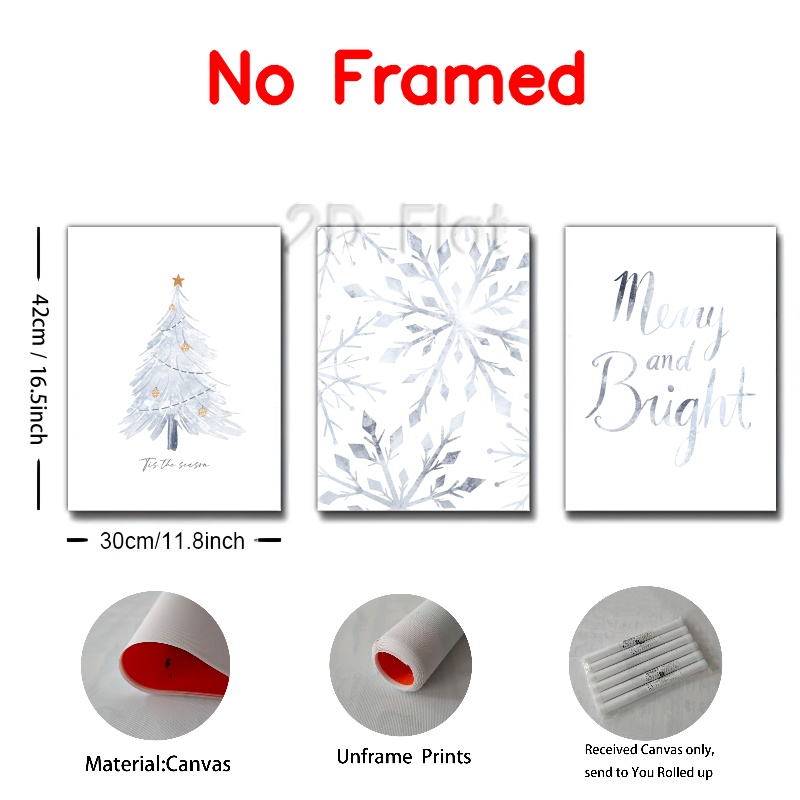 No Framed
2D Flat
42cm / 16.5inch
Tis the season
Merry
and
Bright
30cm/11.8inch
Material:Canvas
Unframe Prints
Received Canvas only,
send to You Rolled up